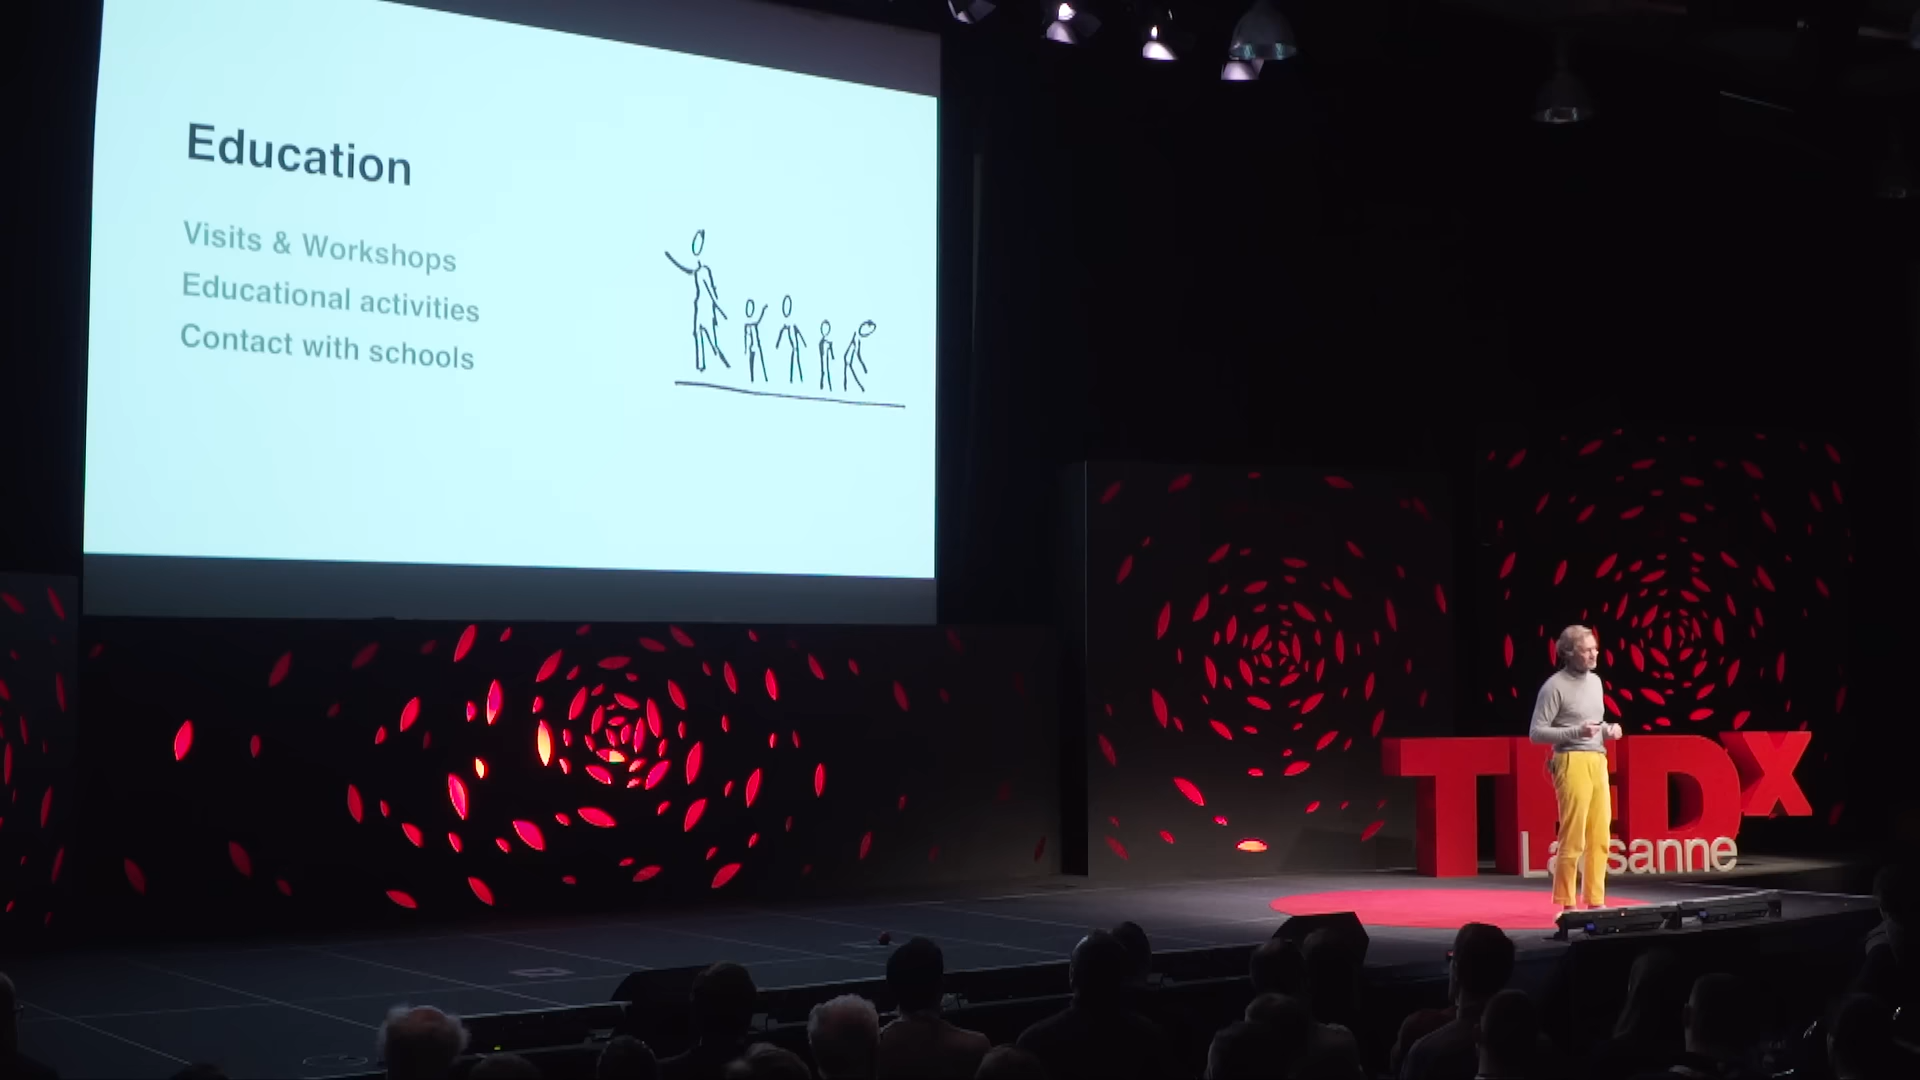 Education
Visits & Workshops
Educational activities
Contact with schools
TEDx
Lausanne